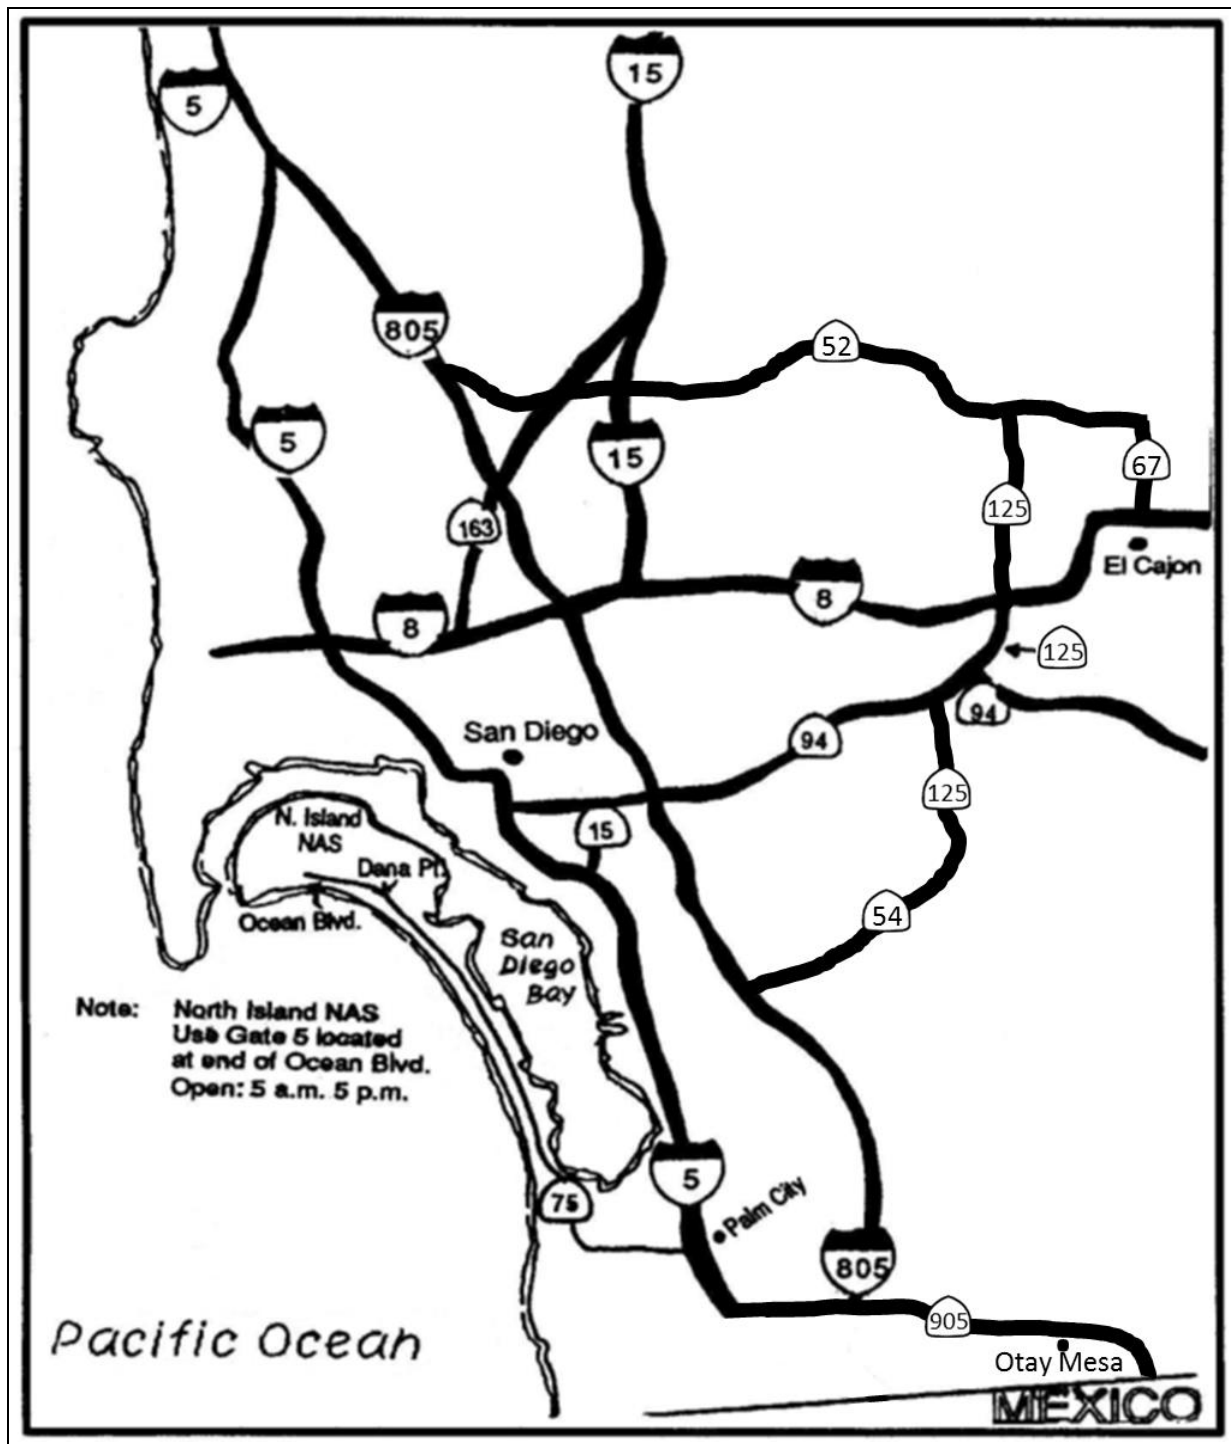 15
5
805
52
5
15
67
125
163
El Cajon
8
8
125
94
San Diego
94
125
N. Island
NAS
15
Dana Pt.
54
Ocean Blvd.
San
Diego
Bay
Note: North Island NAS
Use Gate 5 located
at end of Ocean Blvd.
Open: 5 a.m. 5 p.m.
5
75
Palm City
805
905
Pacific Ocean
Otay Mesa
MEXICO